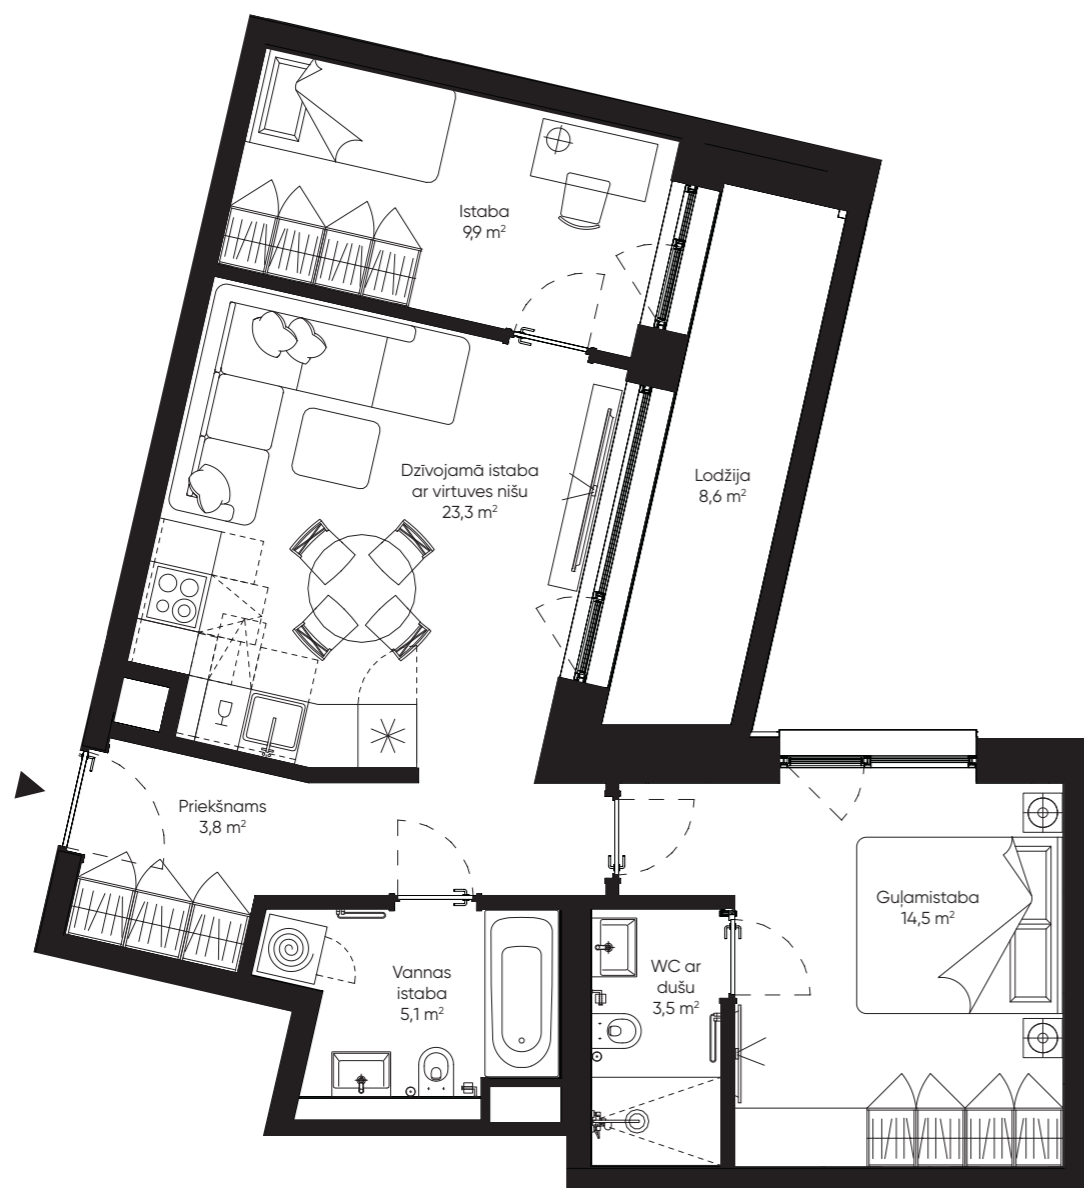 Istaba
9,9 m²
Dzīvojamā istaba
ar virtuves nišu
23,3 m²
Lodžija
8,6 m²
Priekšnams
3,8 m²
Guļamistaba
14,5 m²
Vannas
istaba
5,1 m²
WC ar
dušu
3,5 m²